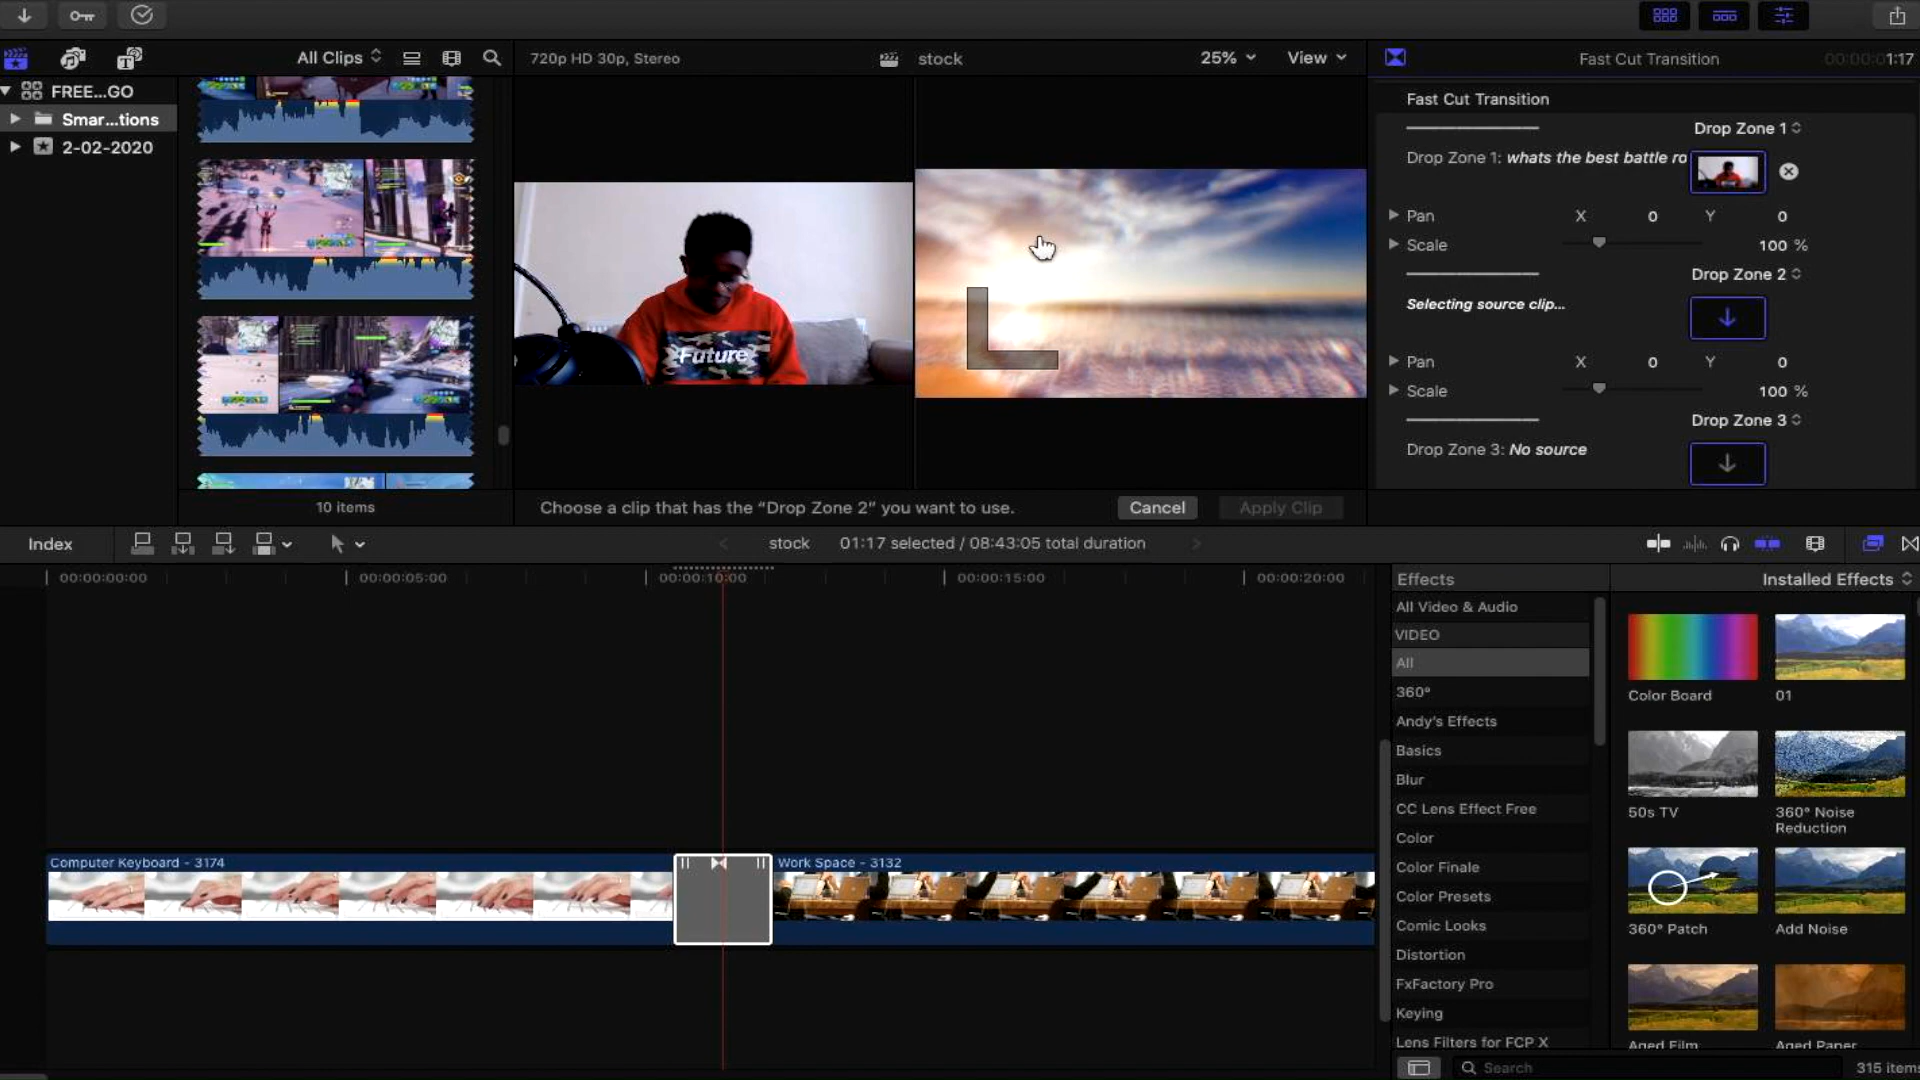 All Clips
720p HD 30p, Stereo
stock
25%
View
Fast Cut Transition
00:00:01:17
FREE...GO
Smar...tions
2-02-2020
10 items
Future
Choose a clip that has the “Drop Zone 2” you want to use.
Cancel
Apply Clip
Fast Cut Transition
Drop Zone 1
Drop Zone 1: whats the best battle ro
Pan X 0 Y 0
Scale 100 %
Drop Zone 2
Selecting source clip...
Pan X 0 Y 0
Scale 100 %
Drop Zone 3
Drop Zone 3: No source
Index
stock
01:17 selected / 08:43:05 total duration
00:00:00:00
00:00:05:00
00:00:10:00
00:00:15:00
00:00:20:00
Computer Keyboard - 3174
Work Space - 3132
Effects
Installed Effects
All Video & Audio
VIDEO
All
360°
Andy's Effects
Basics
Blur
CC Lens Effect Free
Color
Color Finale
Color Presets
Comic Looks
Distortion
FxFactory Pro
Keying
Lens Filters for FCP X
Color Board
01
50s TV
360° Noise
Reduction
360° Patch
Add Noise
Aged Film
Aged Paper
Search
315 items